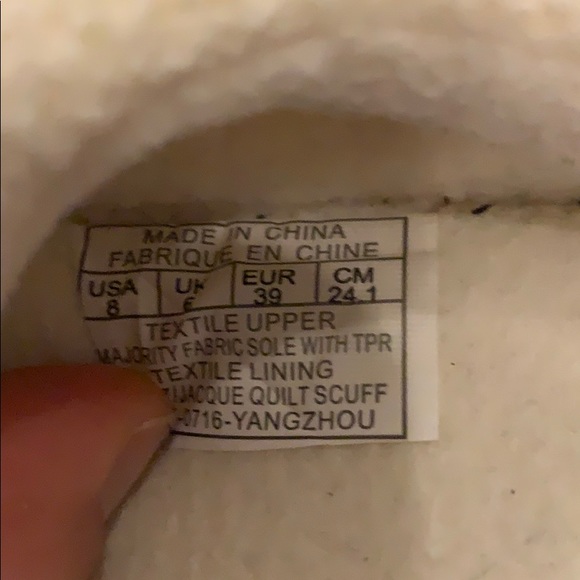 MADE IN CHINA
FABRIQUE EN CHINE
USA UK EUR CM
8 39 24.1
TEXTILE UPPER
MAJORITY FABRIC SOLE WITH TPR
TEXTILE LINING
QUILT SCUFF
-0716-YANGZHOU